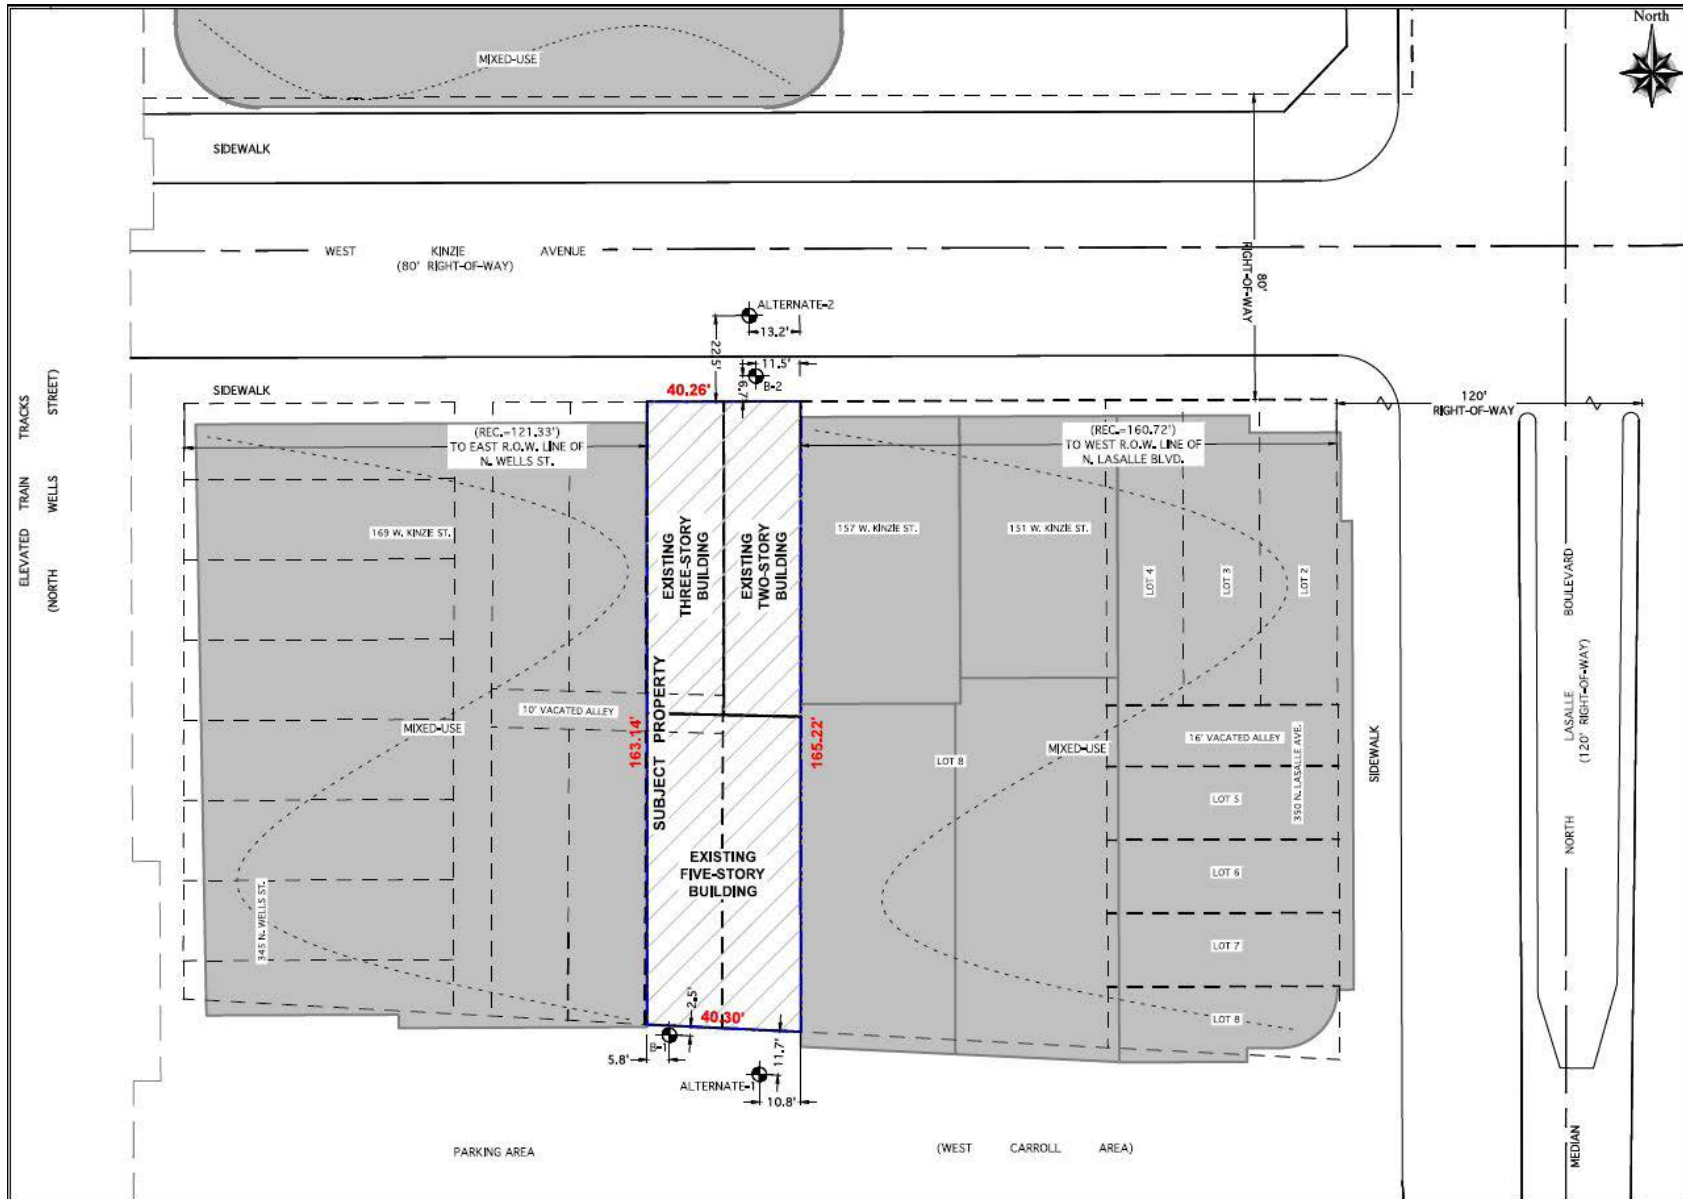 North
MIXED-USE
SIDEWALK
WEST KINZIE AVENUE
(80' RIGHT-OF-WAY)
80'
RIGHT-OF-WAY
ALTERNATE-2
13.2'
22.5'
11.5'
B-2
6.7'
40.26'
SIDEWALK
ELEVATED TRAIN TRACKS
(NORTH WELLS STREET)
120'
RIGHT-OF-WAY
(REC.=121.33')
TO EAST R.O.W. LINE OF
N. WELLS ST.
(REC.=160.72')
TO WEST R.O.W. LINE OF
N. LASALLE BLVD.
169 W. KINZIE ST.
EXISTING
THREE-STORY
BUILDING
EXISTING
TWO-STORY
BUILDING
157 W. KINZIE ST.
151 W. KINZIE ST.
LOT 4
LOT 3
LOT 2
NORTH LASALLE BOULEVARD
(120' RIGHT-OF-WAY)
10' VACATED ALLEY
MIXED-USE
163.14'
SUBJECT PROPERTY
165.22'
LOT 8
MIXED-USE
16' VACATED ALLEY
350 N. LASALLE AVE.
SIDEWALK
LOT 5
LOT 6
LOT 7
LOT 8
EXISTING
FIVE-STORY
BUILDING
345 N. WELLS ST.
2.5'
40.30'
B-1
5.8'
11.7'
ALTERNATE-1
10.8'
PARKING AREA
(WEST CARROLL AREA)
MEDIAN